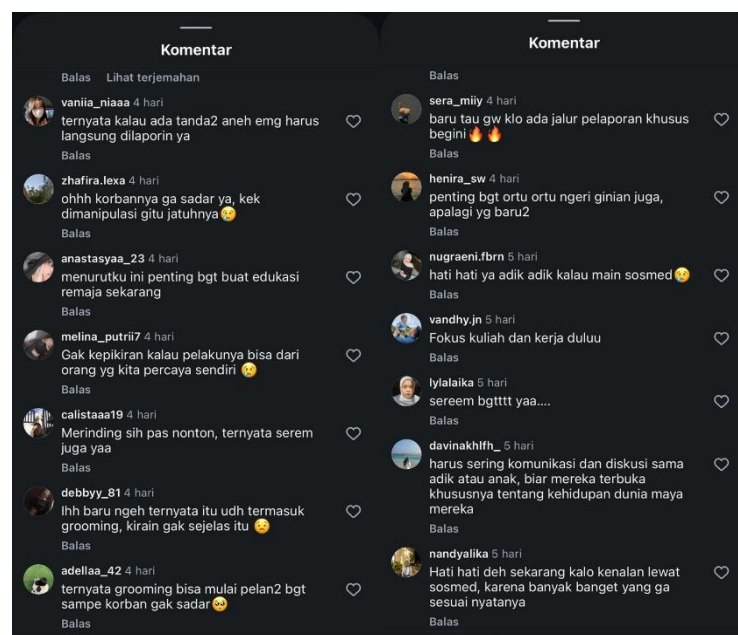 Komentar
Balas Lihat terjemahan
vaniia_niaaa 4 hari
ternyata kalau ada tanda2 aneh emg harus
langsung dilaporin ya
Balas
zhafira.lexa 4 hari
ohhh korbannya ga sadar ya, kek
dimanipulasi gitu jatuhnya😢
Balas
anastasyaa_23 4 hari
menurutku ini penting bgt buat edukasi
remaja sekarang
Balas
melina_putrii7 4 hari
Gak kepikiran kalau pelakunya bisa dari
orang yg kita percaya sendiri 😢
Balas
calistaaa19 4 hari
Merinding sih pas nonton, ternyata serem
juga yaa
Balas
debbyy_81 4 hari
Ihh baru ngeh ternyata itu udh termasuk
grooming, kirain gak sejelas itu 😟
Balas
adellaa_42 4 hari
ternyata grooming bisa mulai pelan2 bgt
sampe korban gak sadar🥺
Balas
Komentar
Balas
sera_miiy 4 hari
baru tau gw klo ada jalur pelaporan khusus
begini🔥🔥
Balas
henira_sw 4 hari
penting bgt ortu ortu ngeri ginian juga,
apalagi yg baru2
Balas
nugraeni.fbrn 5 hari
hati hati ya adik adik kalau main sosmed😢
Balas
vandhy.jn 5 hari
Fokus kuliah dan kerja duluu
Balas
lylalaika 5 hari
sereem bgtttt yaa....
Balas
davinakhlfh_ 5 hari
harus sering komunikasi dan diskusi sama
adik atau anak, biar mereka terbuka
khususnya tentang kehidupan dunia maya
mereka
Balas
nandyalika 5 hari
Hati hati deh sekarang kalo kenalan lewat
sosmed, karena banyak banget yang ga
sesuai nyatanya
Balas